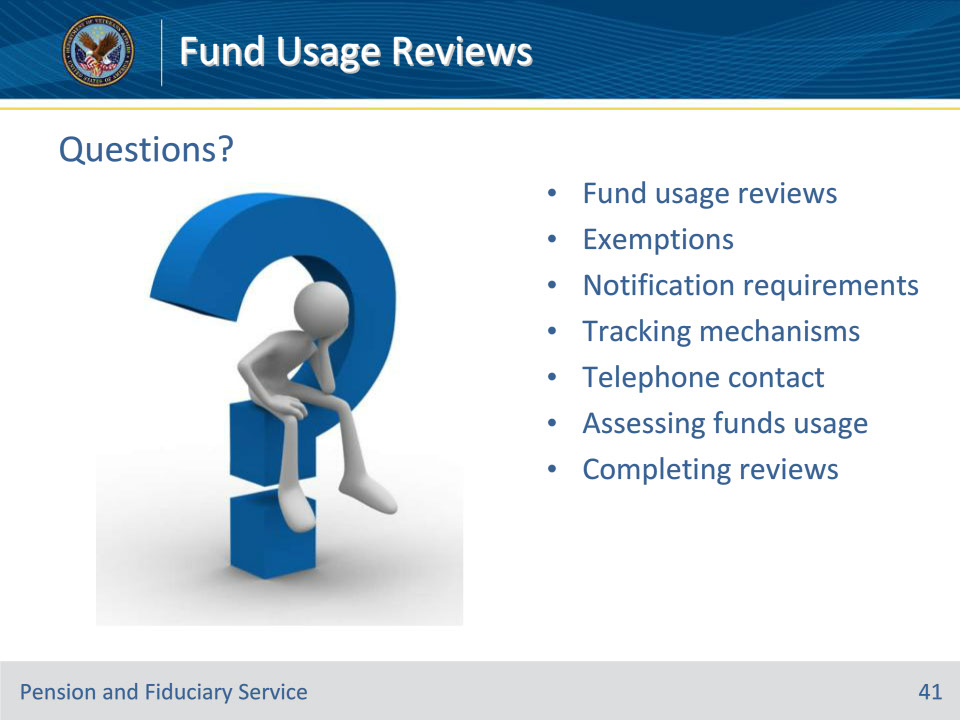 Fund Usage Reviews
Questions?
• Fund usage reviews
• Exemptions
• Notification requirements
• Tracking mechanisms
• Telephone contact
• Assessing funds usage
• Completing reviews
Pension and Fiduciary Service
41